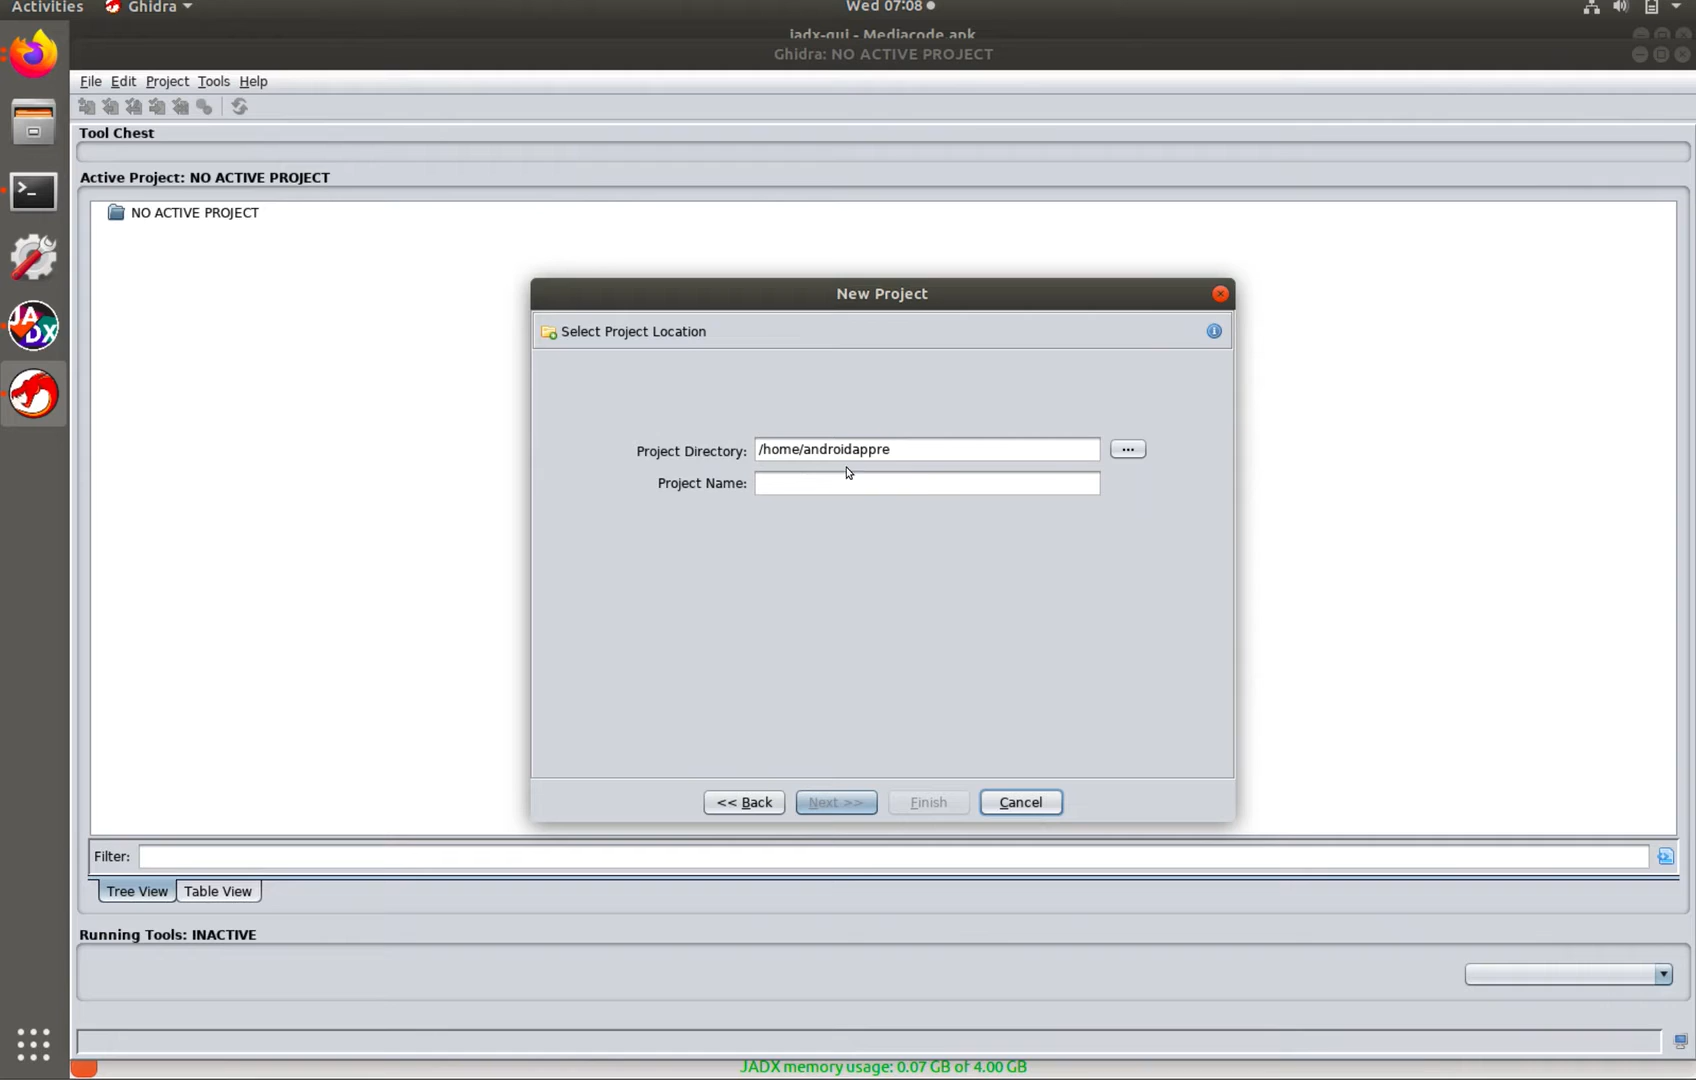 Activities Ghidra Wed 07:08
jadx-gui - Mediacode.apk
Ghidra: NO ACTIVE PROJECT
File Edit Project Tools Help
Tool Chest
Active Project: NO ACTIVE PROJECT
NO ACTIVE PROJECT
New Project
Select Project Location
Project Directory: /home/androidappre ...
Project Name:
<< Back Next >> Finish Cancel
Filter:
Tree View Table View
Running Tools: INACTIVE
JADX memory usage: 0.07 GB of 4.00 GB
JADX